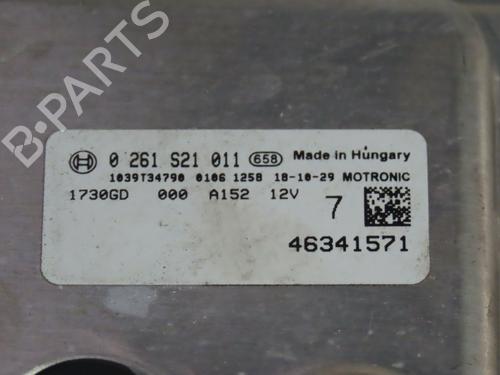 0 261 S21 011 658 Made in Hungary
1039T34790 0106 1258 18-10-29 MOTRONIC
1730GD 000 A152 12V 7
46341571
B-PARTS